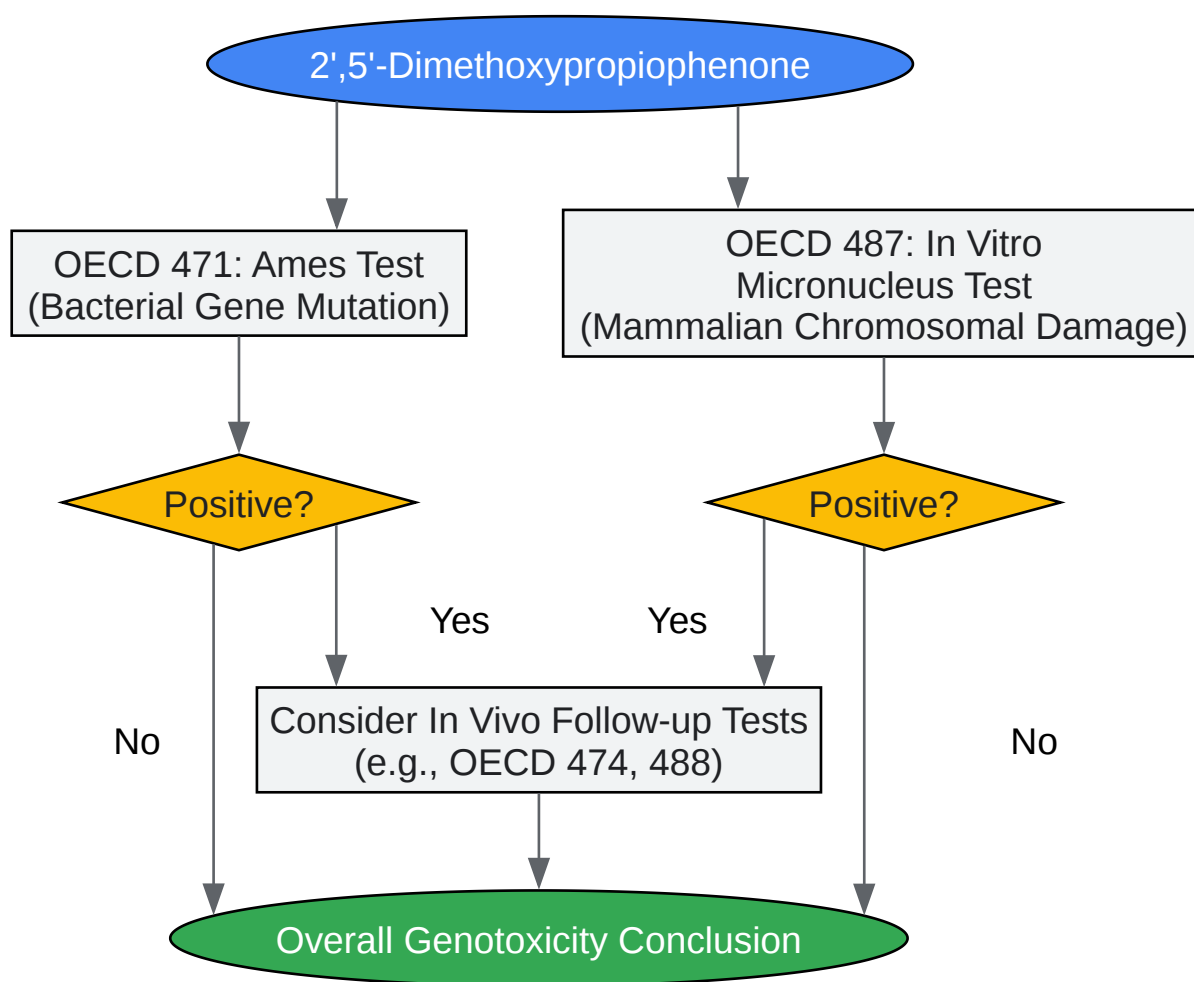 2',5'-Dimethoxypropiophenone
OECD 471: Ames Test
(Bacterial Gene Mutation)
OECD 487: In Vitro
Micronucleus Test
(Mammalian Chromosomal Damage)
Positive?
Positive?
Yes
Yes
Consider In Vivo Follow-up Tests
(e.g., OECD 474, 488)
No
No
Overall Genotoxicity Conclusion